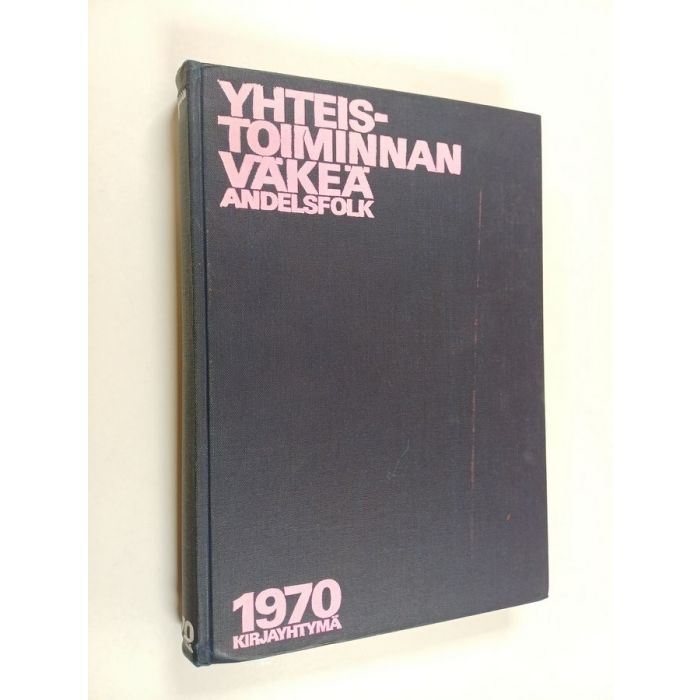 YHTEIS-
TOIMINNAN
VÄKEÄ
ANDELSFOLK
1970
KIRJAYHTYMÄ